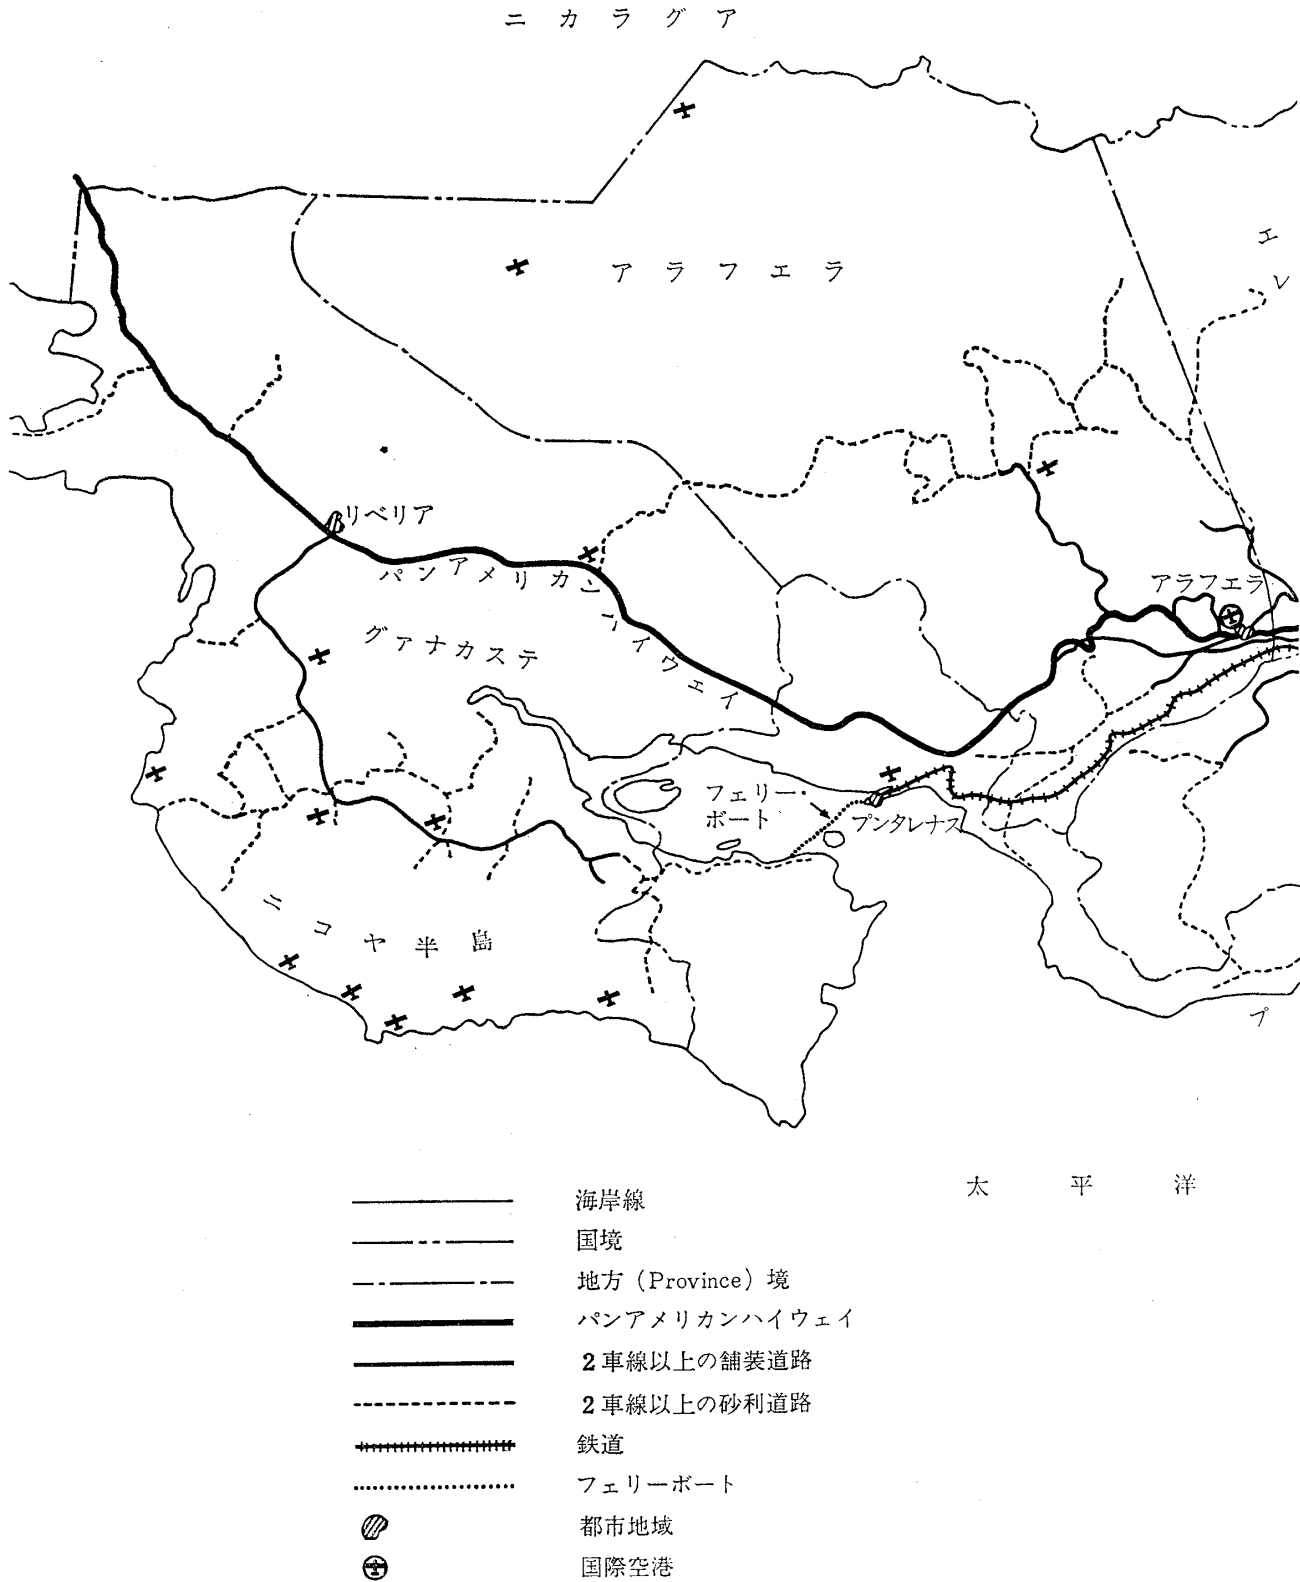 ニカラグア
エレ
アラフエラ
リベリア
パンアメリカンハイウェイ
アラフエラ
グァナカステ
フェリー・
ボート
プンタレナス
ニコヤ半島
プ
太平洋
海岸線
国境
地方（Province）境
パンアメリカンハイウェイ
2車線以上の舗装道路
2車線以上の砂利道路
鉄道
フェリーボート
都市地域
国際空港